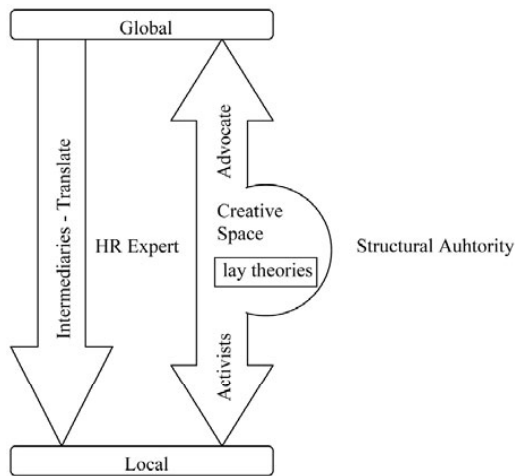 Global
Intermediaries - Translate
HR Expert
Advocate
Creative
Space
lay theories
Activists
Structural Auhtority
Local